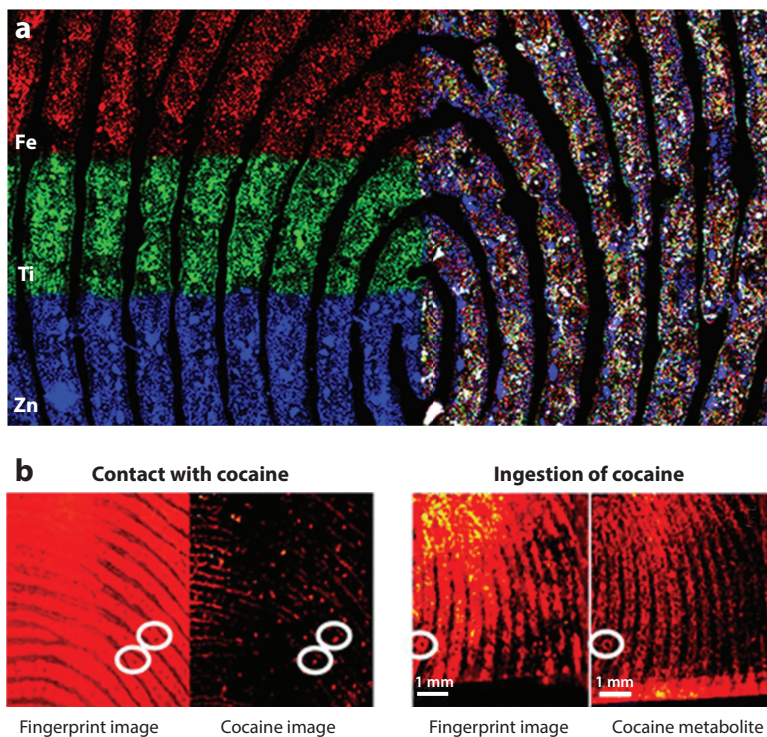 a
Fe
Ti
Zn
b
Contact with cocaine
Ingestion of cocaine
1 mm
1 mm
Fingerprint image
Cocaine image
Fingerprint image
Cocaine metabolite